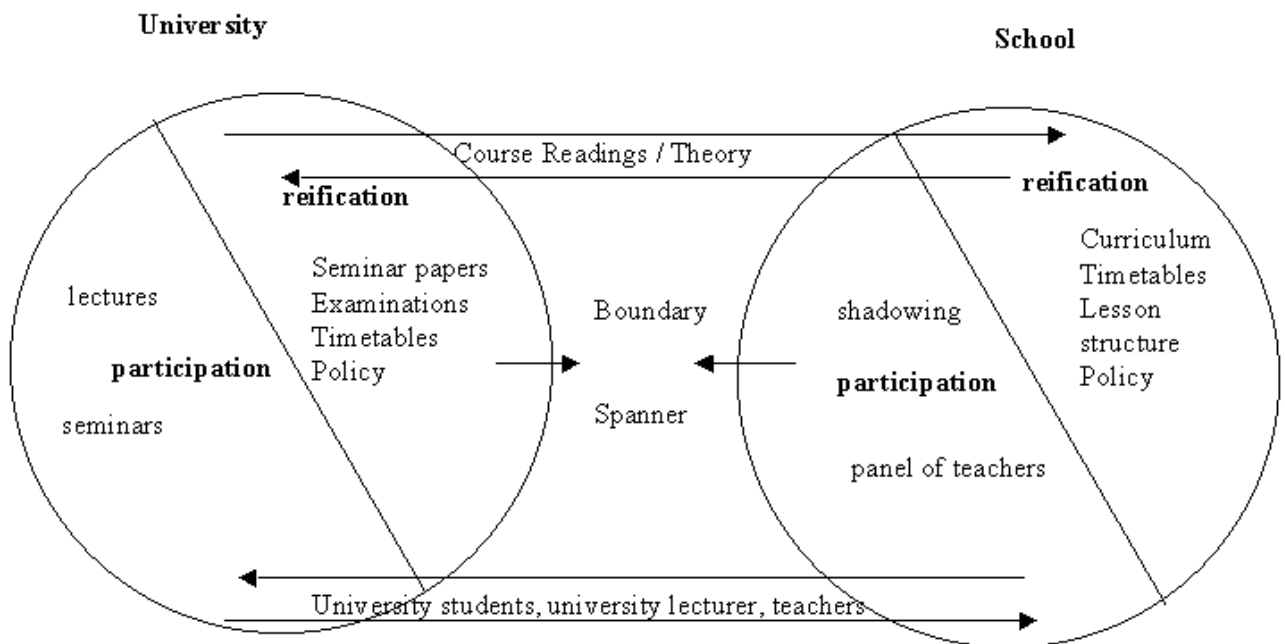 University
School
Course Readings / Theory
reification
reification
Seminar papers
Examinations
Timetables
Policy
lectures
participation
seminars
Boundary
Spanner
shadowing
participation
panel of teachers
Curriculum
Timetables
Lesson
structure
Policy
University students, university lecturer, teachers